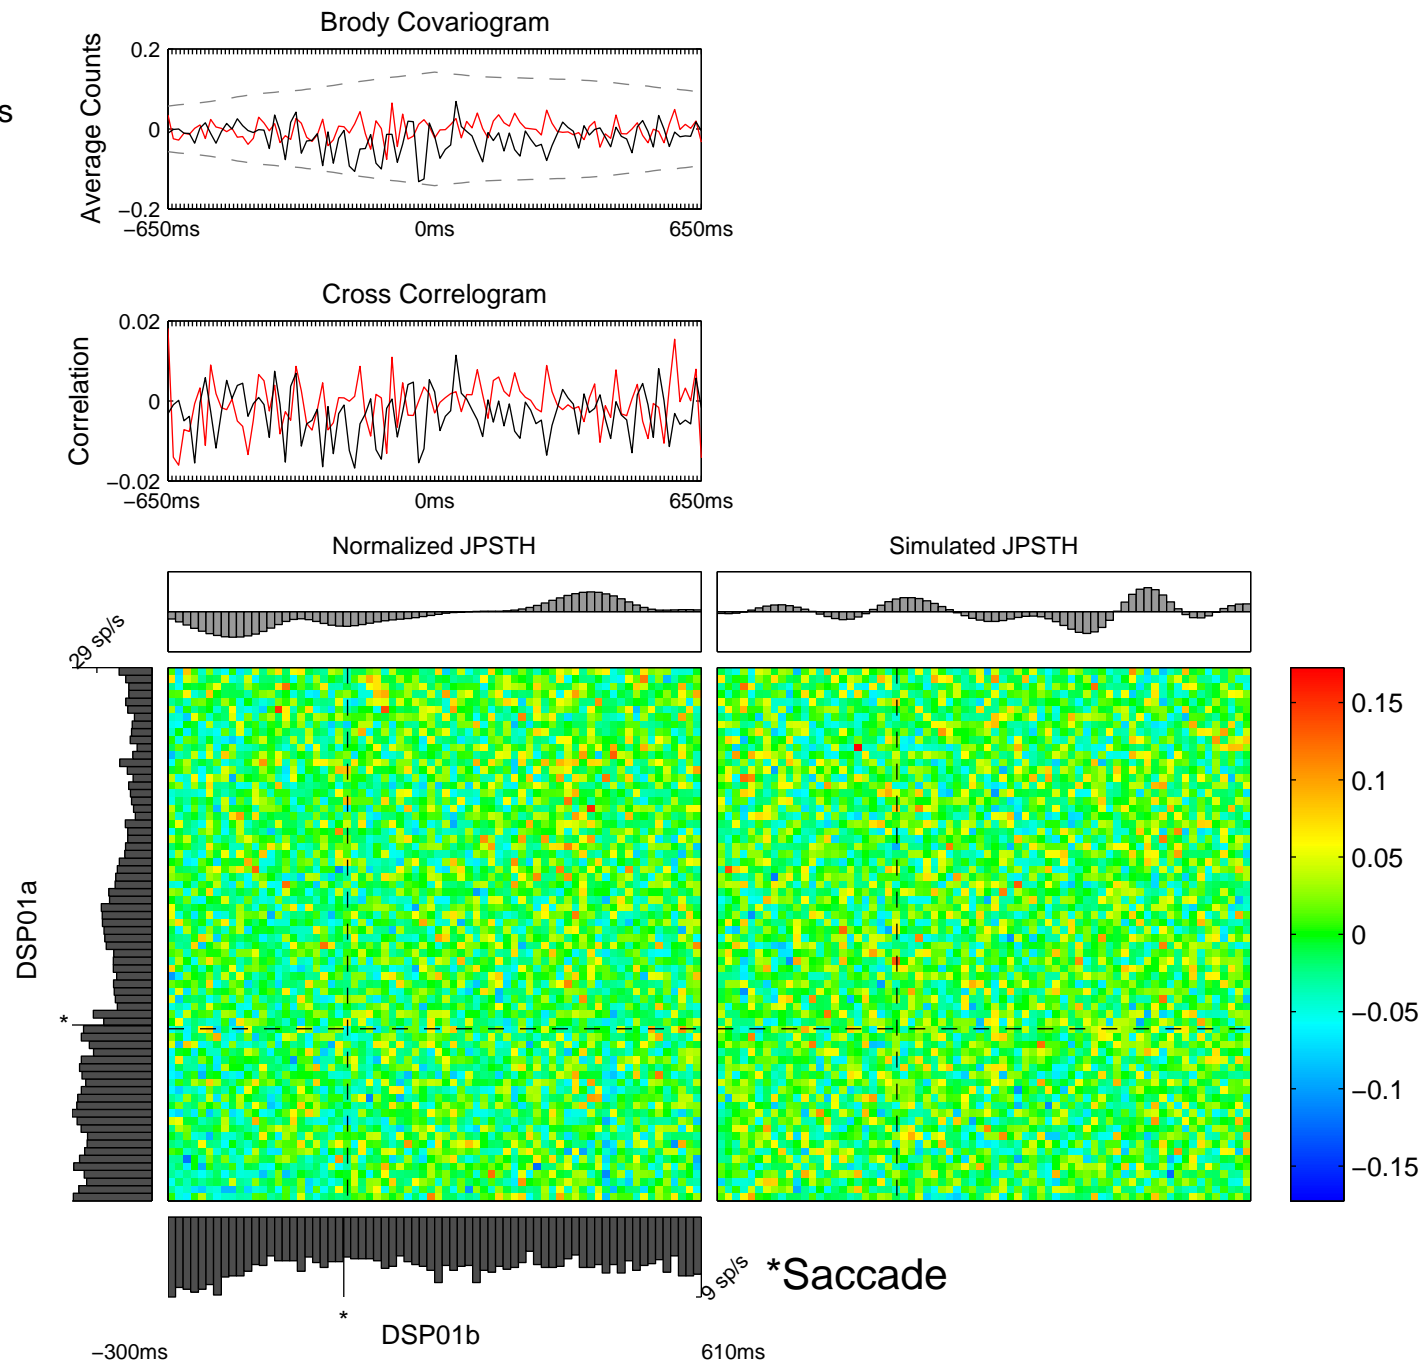 Brody Covariogram
s
Average Counts
0.2
0
−0.2
−650ms
0ms
650ms
Cross Correlogram
Correlation
0.02
0
−0.02
−650ms
0ms
650ms
Normalized JPSTH
Simulated JPSTH
29 sp/s
DSP01a
*
0.15
0.1
0.05
0
−0.05
−0.1
−0.15
9 sp/s
*Saccade
*
DSP01b
−300ms
610ms